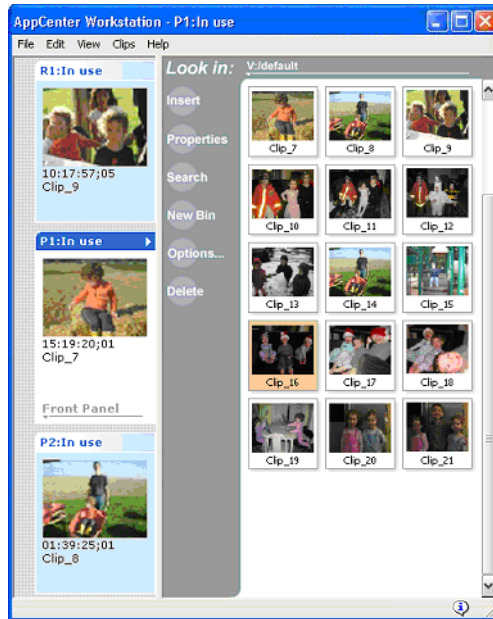 AppCenter Workstation - P1:In use
File Edit View Clips Help
R1:In use
10:17:57;05
Clip_9
P1:In use
15:19:20;01
Clip_7
Front Panel
P2:In use
01:39:25;01
Clip_8
Look in: V:/default
Insert
Properties
Search
New Bin
Options...
Delete
Clip_7 Clip_8 Clip_9
Clip_10 Clip_11 Clip_12
Clip_13 Clip_14 Clip_15
Clip_16 Clip_17 Clip_18
Clip_19 Clip_20 Clip_21